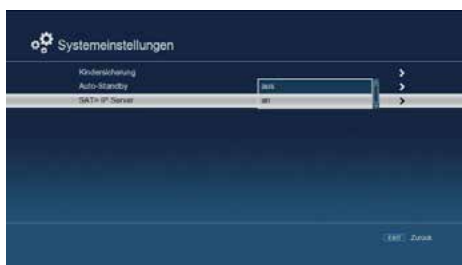 Systemeinstellungen
Kindersicherung
Auto-Standby aus
SAT>IP Server an
EXIT Zurück